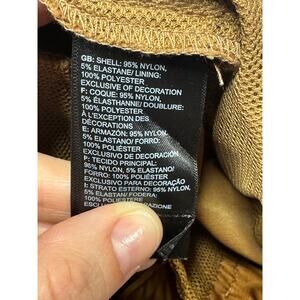 GB: SHELL: 95% NYLON,
5% ELASTANE/ LINING:
100% POLYESTER
EXCLUSIVE OF DECORATION
F: COQUE: 95% NYLON,
5% ÉLASTHANNE/ DOUBLURE:
100% POLYESTER
À L'EXCEPTION DES
DÉCORATIONS
E: ARMAZÓN: 95% NYLON,
5% ELASTANO/ FORRO:
100% POLIÉSTER
EXCLUSIVO DE DECORACIÓN
P: TECIDO PRINCIPAL:
95% NYLON, 5% ELASTANO/
FORRO: 100% POLIESTER
EXCLUSIVO PARA DECORAÇÃO
I: STRATO ESTERNO: 95% NYLON,
5% ELASTAN/ FODERA:
100% POLIESTERE